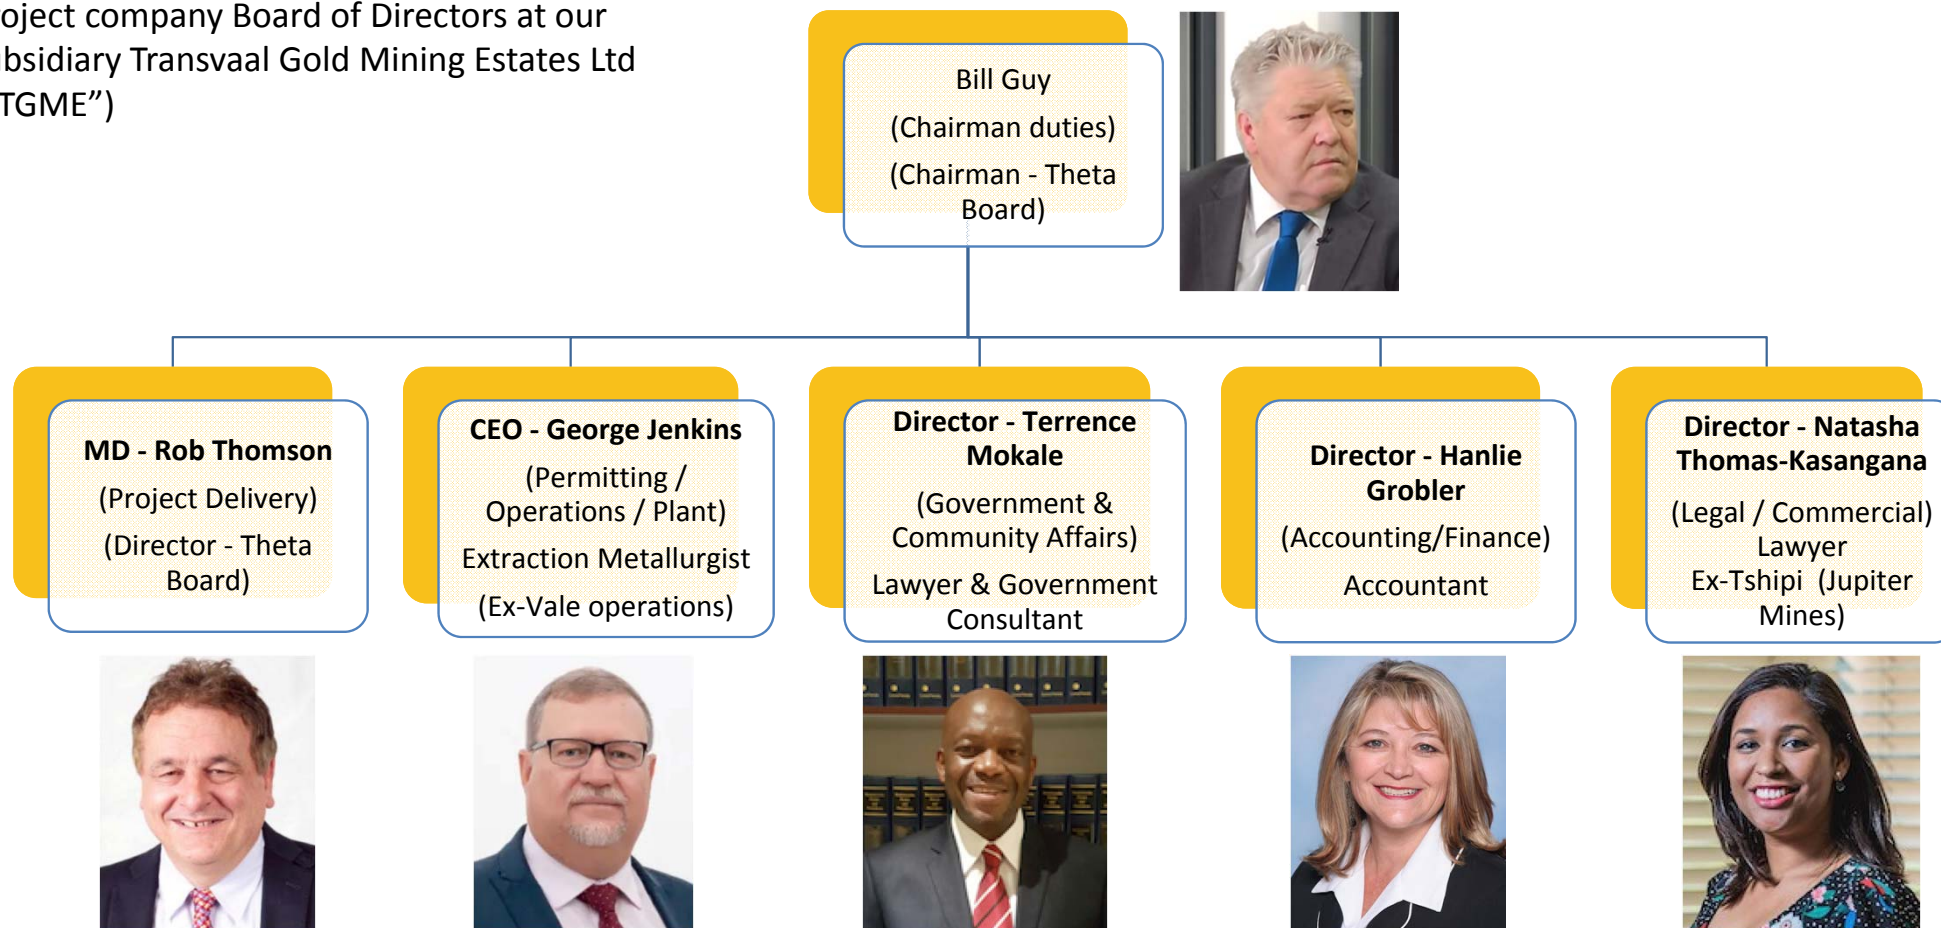 roject company Board of Directors at our
ubsidiary Transvaal Gold Mining Estates Ltd
TGME”)
Bill Guy
(Chairman duties)
(Chairman - Theta
Board)
MD - Rob Thomson
(Project Delivery)
(Director - Theta
Board)
CEO - George Jenkins
(Permitting /
Operations / Plant)
Extraction Metallurgist
(Ex-Vale operations)
Director - Terrence
Mokale
(Government &
Community Affairs)
Lawyer & Government
Consultant
Director - Hanlie
Grobler
(Accounting/Finance)
Accountant
Director - Natasha
Thomas-Kasangana
(Legal / Commercial)
Lawyer
Ex-Tshipi (Jupiter
Mines)